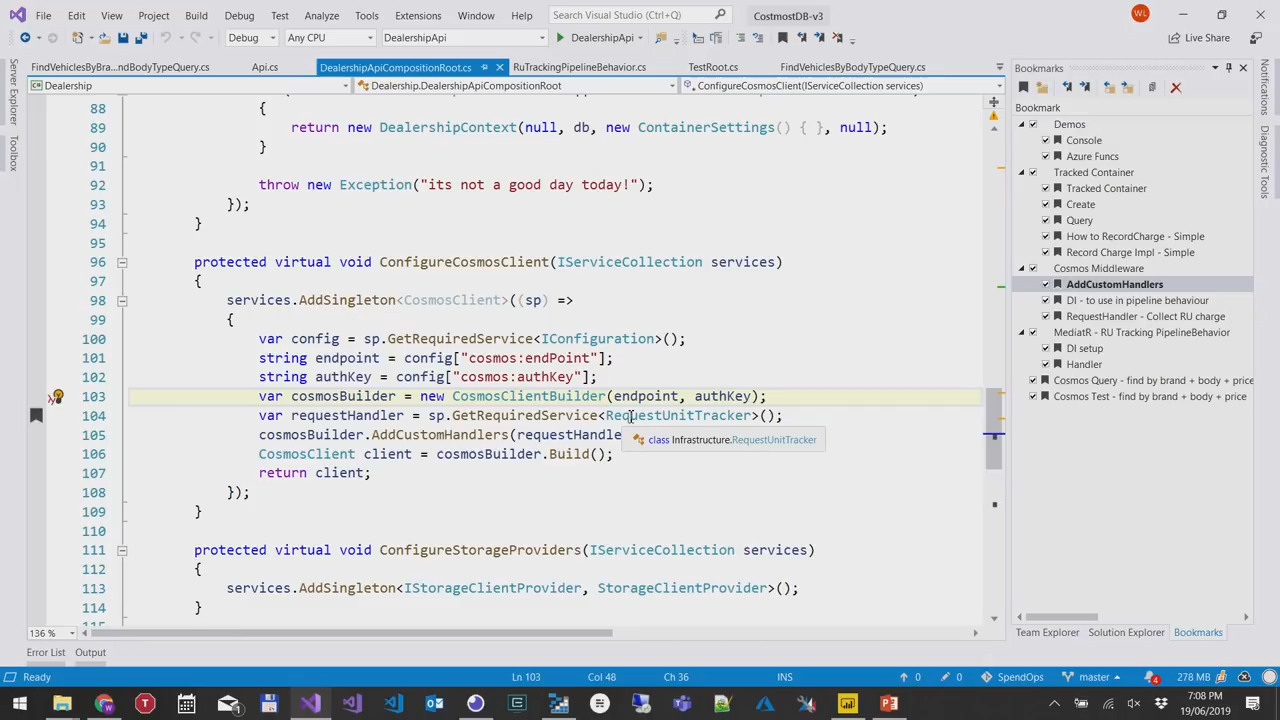 File Edit View Project Build Debug Test Analyze Tools Extensions Window Help Search Visual Studio (Ctrl+Q) CostmostDB-v3 WL
Debug Any CPU DealershipApi DealershipApi Live Share
FindVehiclesByBra...ndBodyTypeQuery.cs Api.cs DealershipApiCompositionRoot.cs RuTrackingPipelineBehavior.cs TestRoot.cs FindVehiclesByBodyTypeQuery.cs
Dealership Dealership.DealershipApiCompositionRoot ConfigureCosmosClient(IServiceCollection services)
Server Explorer
Toolbox
88 {
89 return new DealershipContext(null, db, new ContainerSettings() { }, null);
90 }
91
92 throw new Exception("its not a good day today!");
93 });
94 }
95
96 protected virtual void ConfigureCosmosClient(IServiceCollection services)
97 {
98 services.AddSingleton<CosmosClient>((sp) =>
99 {
100 var config = sp.GetRequiredService<IConfiguration>();
101 string endpoint = config["cosmos:endPoint"];
102 string authKey = config["cosmos:authKey"];
103 var cosmosBuilder = new CosmosClientBuilder(endpoint, authKey);
104 var requestHandler = sp.GetRequiredService<RequestUnitTracker>();
105 cosmosBuilder.AddCustomHandlers(requestHandle
class Infrastructure.RequestUnitTracker
106 CosmosClient client = cosmosBuilder.Build();
107 return client;
108 });
109 }
110
111 protected virtual void ConfigureStorageProviders(IServiceCollection services)
112 {
113 services.AddSingleton<IStorageClientProvider, StorageClientProvider>();
114 }
136 %
Bookmarks
Bookmark
Demos
Console
Azure Funcs
Tracked Container
Tracked Container
Create
Query
How to RecordCharge - Simple
Record Charge Impl - Simple
Cosmos Middleware
AddCustomHandlers
DI - to use in pipeline behaviour
RequestHandler - Collect RU charge
MediatR - RU Tracking PipelineBehavior
DI setup
Handler
Cosmos Query - find by brand + body + price
Cosmos Test - find by brand + body + price
Team Explorer Solution Explorer Bookmarks
Notifications
Diagnostic Tools
Error List Output
Ready Ln 103 Col 48 Ch 36 INS 0 0 SpendOps master 4 278 MB
7:08 PM
19/06/2019